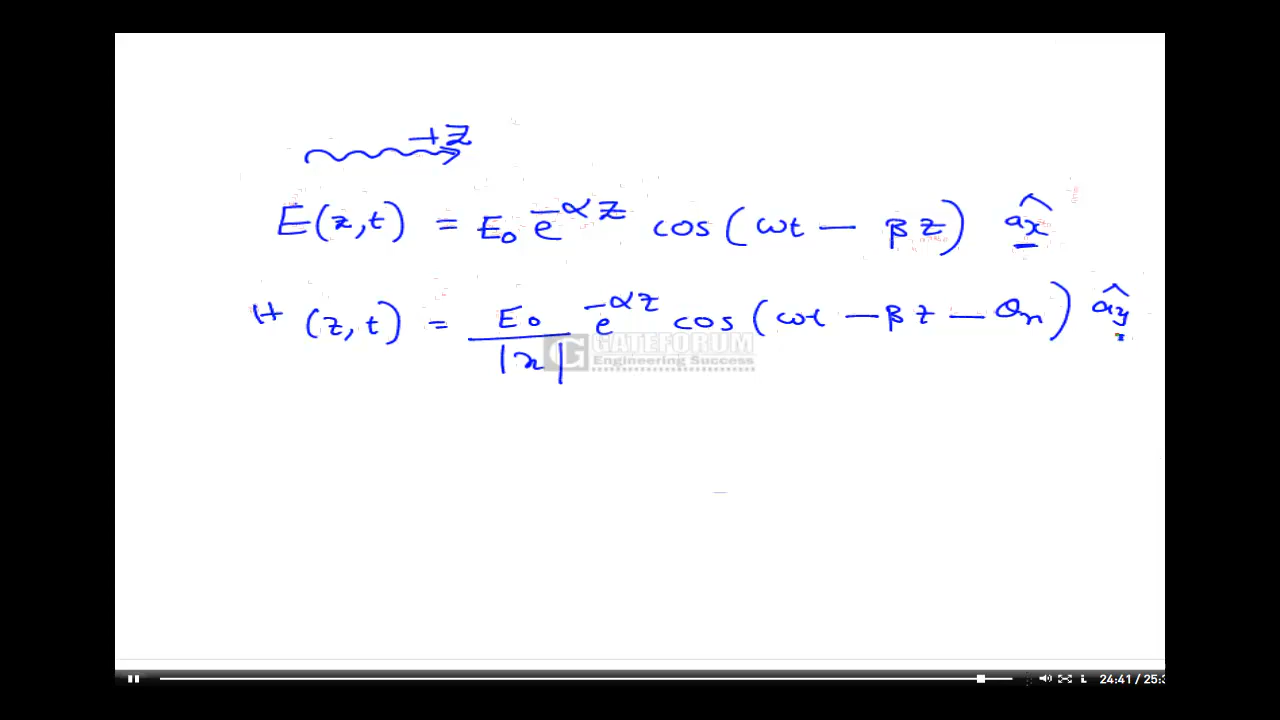 +z
E(z,t) = E₀ e^-αz cos(ωt - βz) âx
H(z,t) = E₀/|η| e^-αz cos(ωt - βz - θη) ây
GATEFORUM
Engineering Success
24:41 / 25: